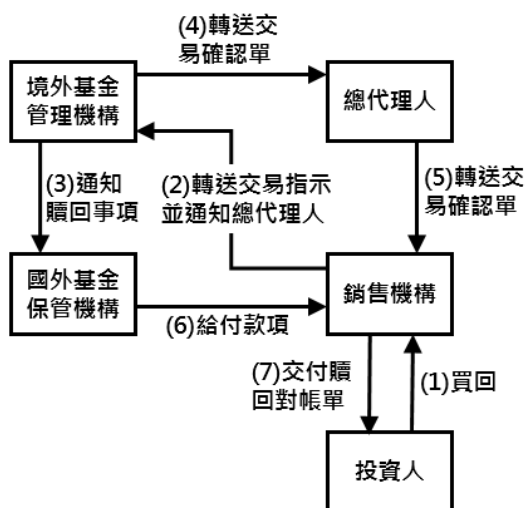 (4)轉送交
易確認單
境外基金
管理機構
總代理人
(3)通知
贖回事項
(2)轉送交易指示
並通知總代理人
(5)轉送交
易確認單
國外基金
保管機構
銷售機構
(6)給付款項
(7)交付贖
回對帳單
(1)買回
投資人